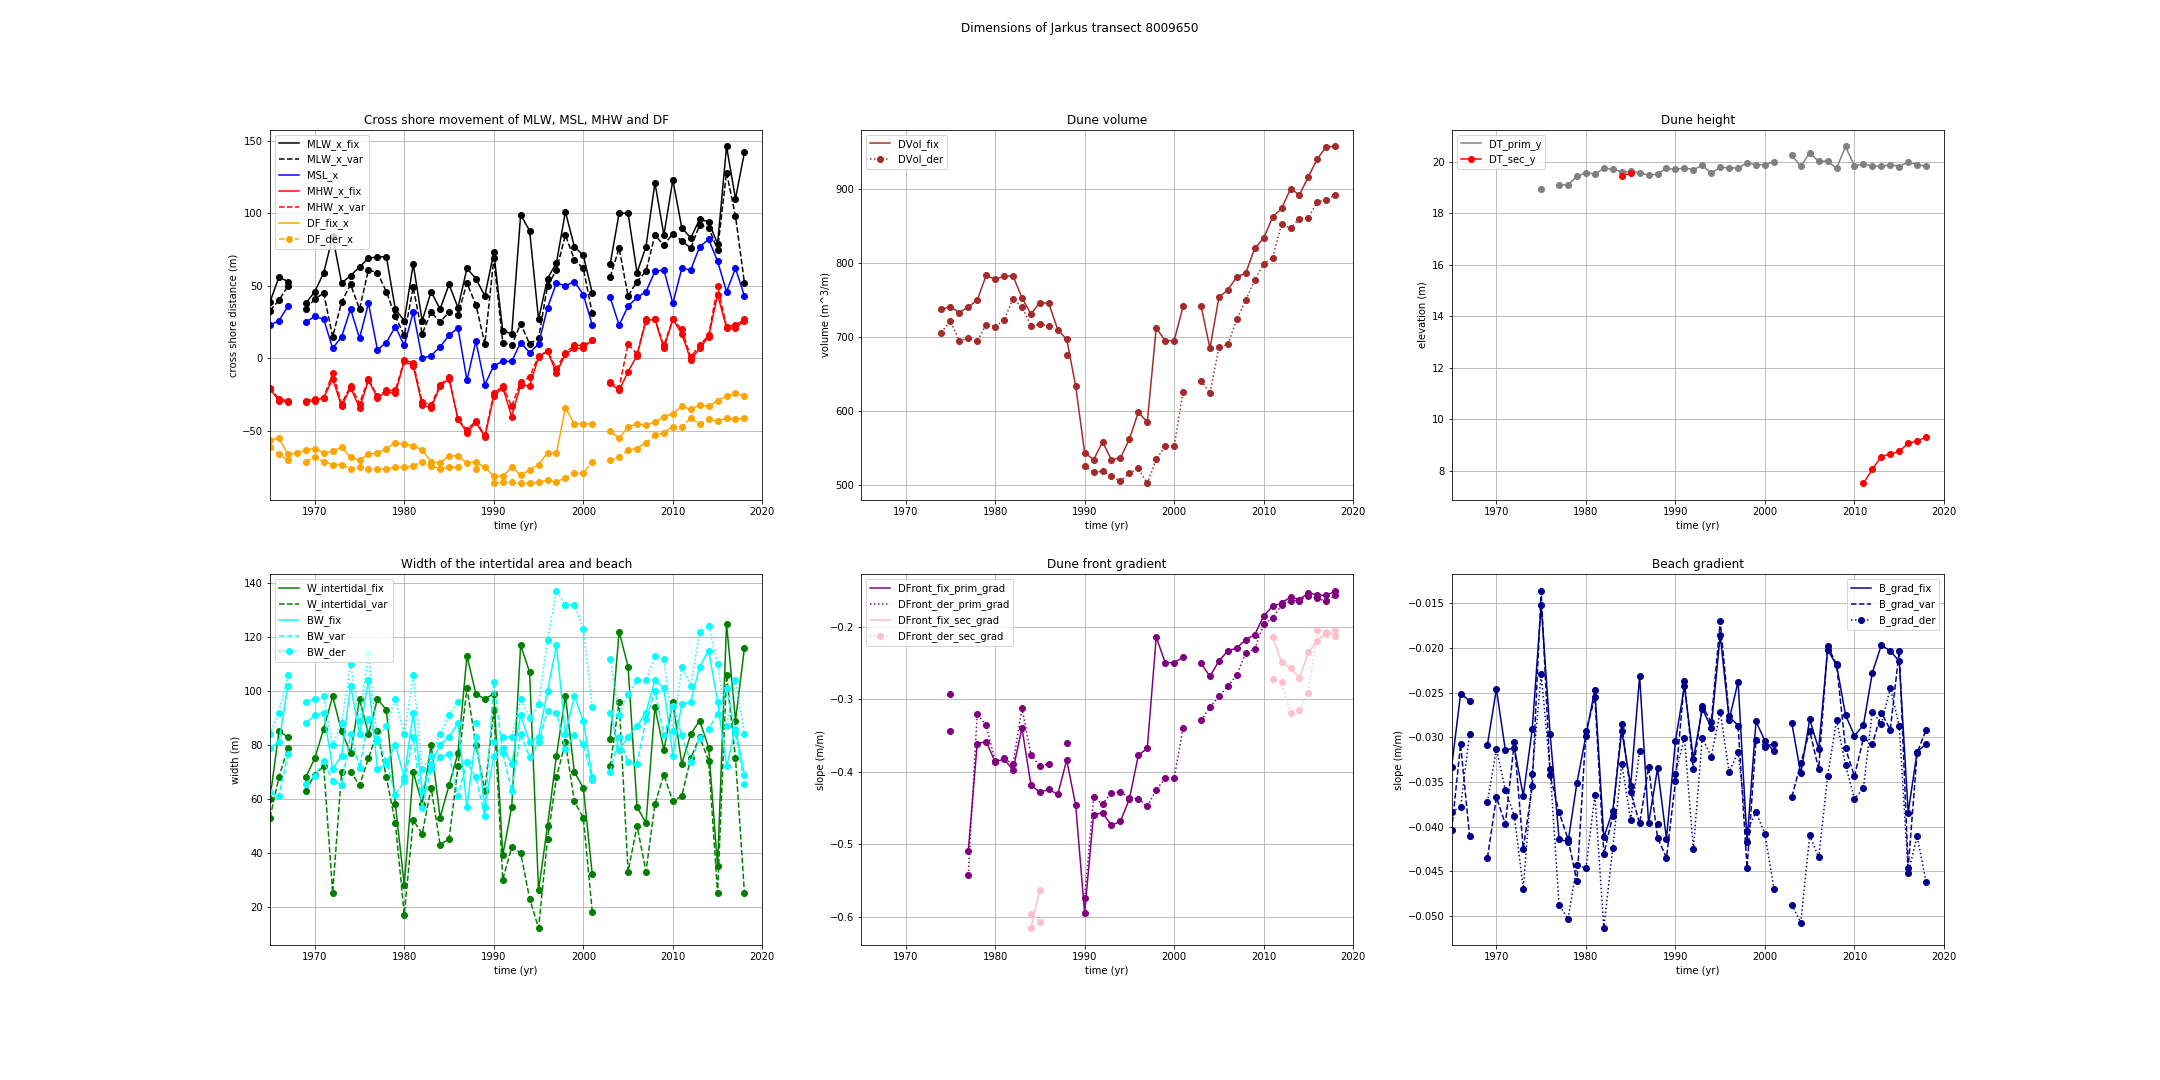 Dimensions of Jarkus transect 8009650
Cross shore movement of MLW, MSL, MHW and DF
MLW_x_fix
MLW_x_var
MSL_x
MHW_x_fix
MHW_x_var
DF_fix_x
DF_der_x
150
100
50
0
−50
cross shore distance (m)
1970 1980 1990 2000 2010 2020
time (yr)
Dune volume
DVol_fix
DVol_der
900
800
700
600
500
volume (m^3/m)
1970 1980 1990 2000 2010 2020
time (yr)
Dune height
DT_prim_y
DT_sec_y
20
18
16
14
12
10
8
elevation (m)
1970 1980 1990 2000 2010 2020
time (yr)
Width of the intertidal area and beach
W_intertidal_fix
W_intertidal_var
BW_fix
BW_var
BW_der
140
120
100
80
60
40
20
width (m)
1970 1980 1990 2000 2010 2020
time (yr)
Dune front gradient
DFront_fix_prim_grad
DFront_der_prim_grad
DFront_fix_sec_grad
DFront_der_sec_grad
−0.2
−0.3
−0.4
−0.5
−0.6
slope (m/m)
1970 1980 1990 2000 2010 2020
time (yr)
Beach gradient
B_grad_fix
B_grad_var
B_grad_der
−0.015
−0.020
−0.025
−0.030
−0.035
−0.040
−0.045
−0.050
slope (m/m)
1970 1980 1990 2000 2010 2020
time (yr)